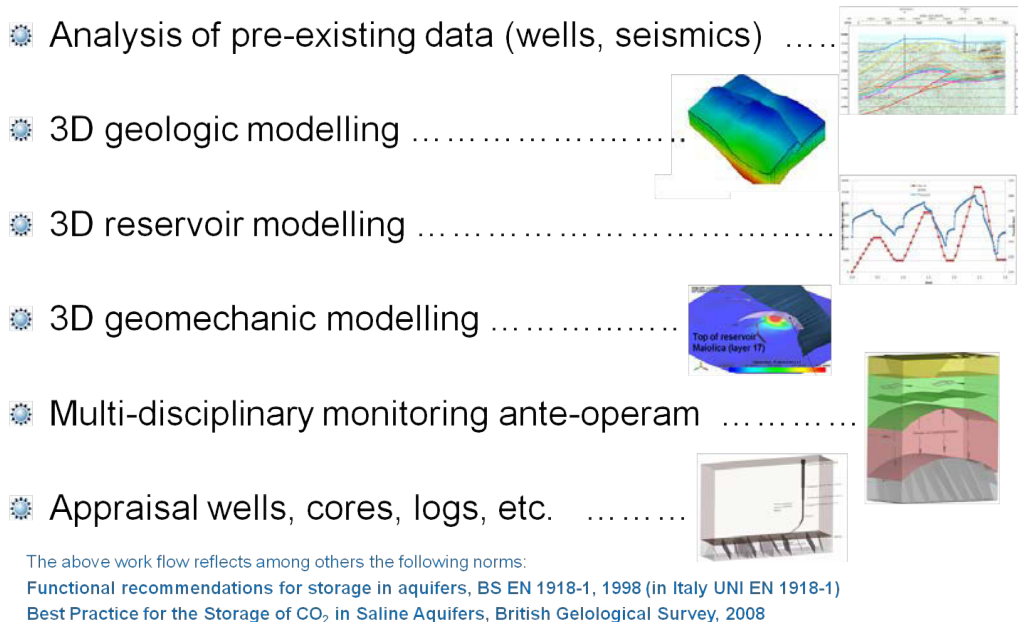 Analysis of pre-existing data (wells, seismics) …..
3D geologic modelling ………………….……..
3D reservoir modelling ……………………………….…..
3D geomechanic modelling …………...…..
Top of reservoir
Maiolica (layer 17)
Multi-disciplinary monitoring ante-operam …………
Appraisal wells, cores, logs, etc. ………
The above work flow reflects among others the following norms:
Functional recommendations for storage in aquifers, BS EN 1918-1, 1998 (in Italy UNI EN 1918-1)
Best Practice for the Storage of CO₂ in Saline Aquifers, British Gelological Survey, 2008